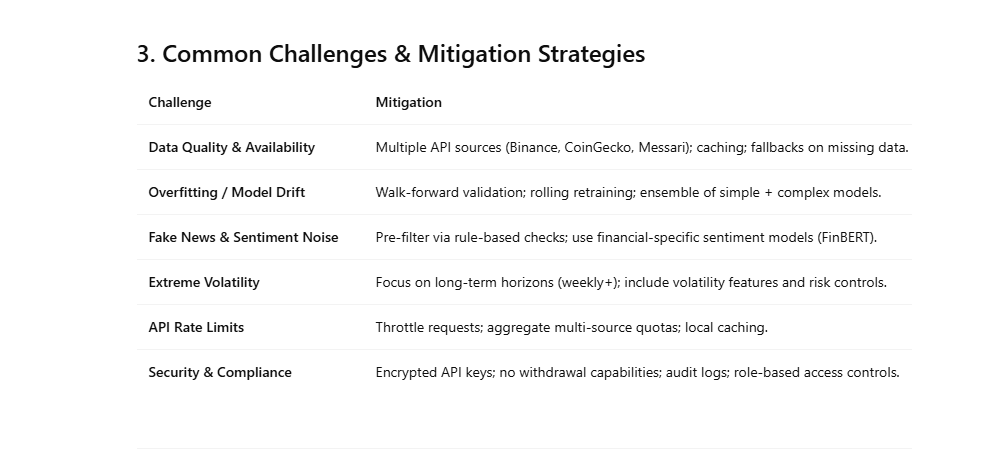 3. Common Challenges & Mitigation Strategies
Challenge Mitigation
Data Quality & Availability Multiple API sources (Binance, CoinGecko, Messari); caching; fallbacks on missing data.
Overfitting / Model Drift Walk-forward validation; rolling retraining; ensemble of simple + complex models.
Fake News & Sentiment Noise Pre-filter via rule-based checks; use financial-specific sentiment models (FinBERT).
Extreme Volatility Focus on long-term horizons (weekly+); include volatility features and risk controls.
API Rate Limits Throttle requests; aggregate multi-source quotas; local caching.
Security & Compliance Encrypted API keys; no withdrawal capabilities; audit logs; role-based access controls.